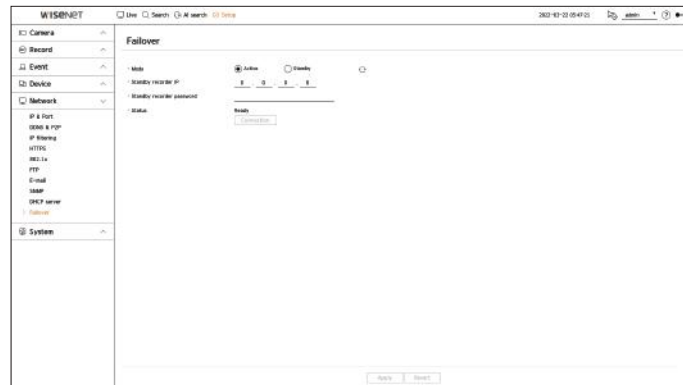 WISENET
Live Search AI search Setup
2022-02-22 05:47:21 admin
Camera
Record
Event
Device
Network
IP & Port
DDNS & P2P
IP filtering
HTTPS
802.1x
FTP
E-mail
SNMP
DHCP server
Failover
System
Failover
Mode Active Standby
Standby recorder IP 0 . 0 . 0 . 0
Standby recorder password
Status Ready
Connection
Apply Revert